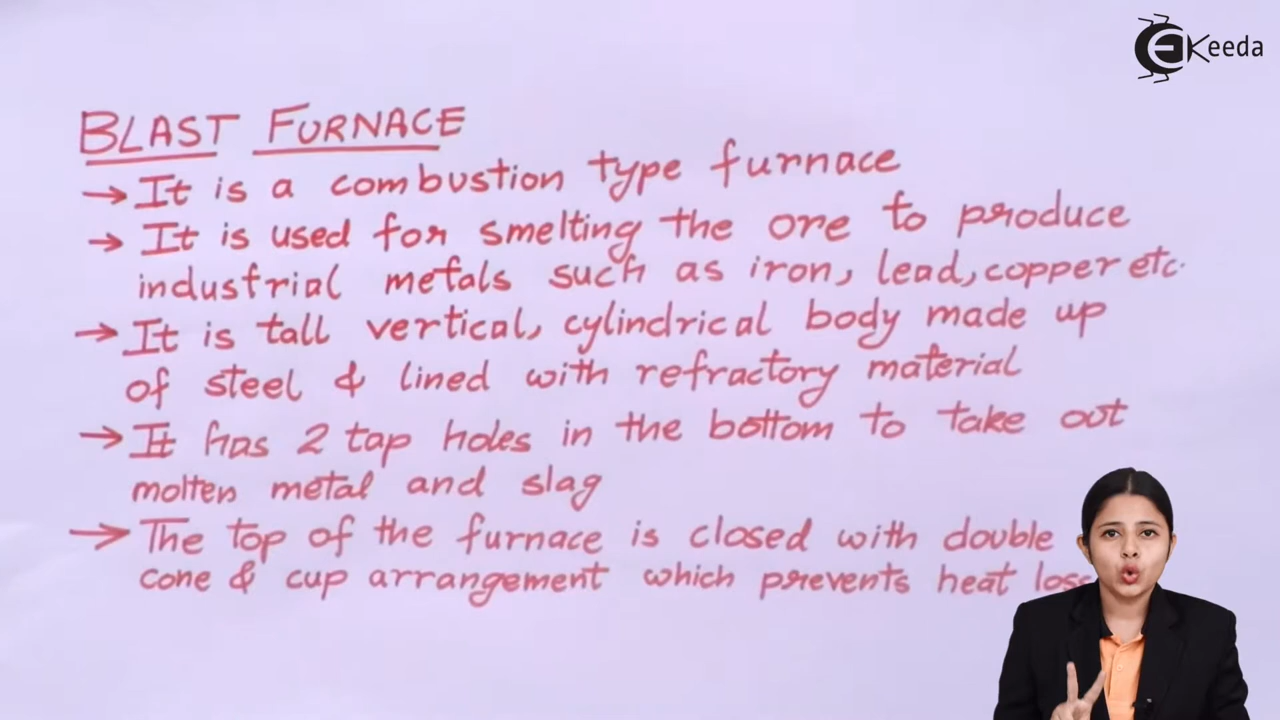 EKeeda
BLAST FURNACE
→ It is a combustion type furnace
→ It is used for smelting the ore to produce
industrial metals such as iron, lead, copper etc.
→ It is tall vertical, cylindrical body made up
of steel & lined with refractory material
→ It has 2 tap holes in the bottom to take out
molten metal and slag
→ The top of the furnace is closed with double
cone & cup arrangement which prevents heat loss